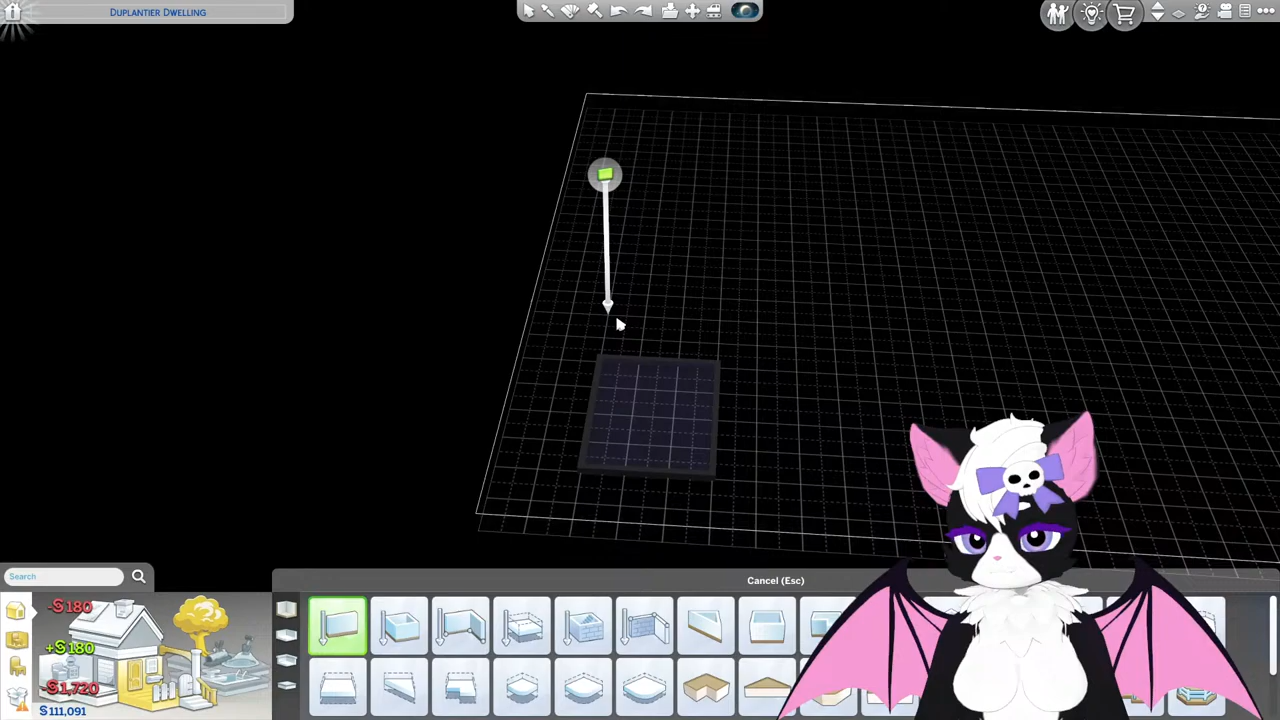 DUPLANTIER DWELLING
Cancel (Esc)
Search
-§180
+§180
-§1,720
§111,091